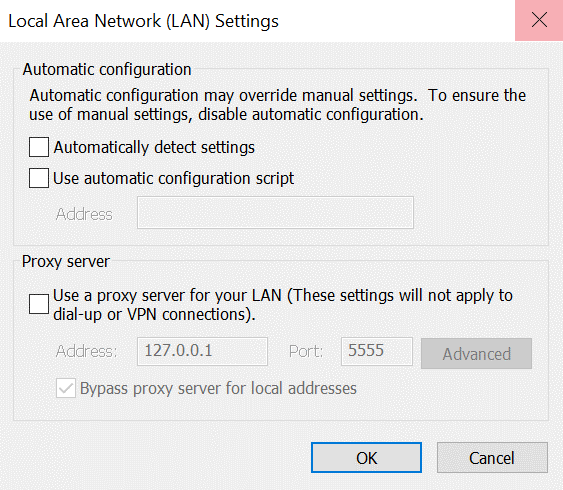 Local Area Network (LAN) Settings
Automatic configuration
Automatic configuration may override manual settings.  To ensure the
use of manual settings, disable automatic configuration.
Automatically detect settings
Use automatic configuration script
Address
Proxy server
Use a proxy server for your LAN (These settings will not apply to
dial-up or VPN connections).
Address: 127.0.0.1 Port: 5555 Advanced
Bypass proxy server for local addresses
OK Cancel